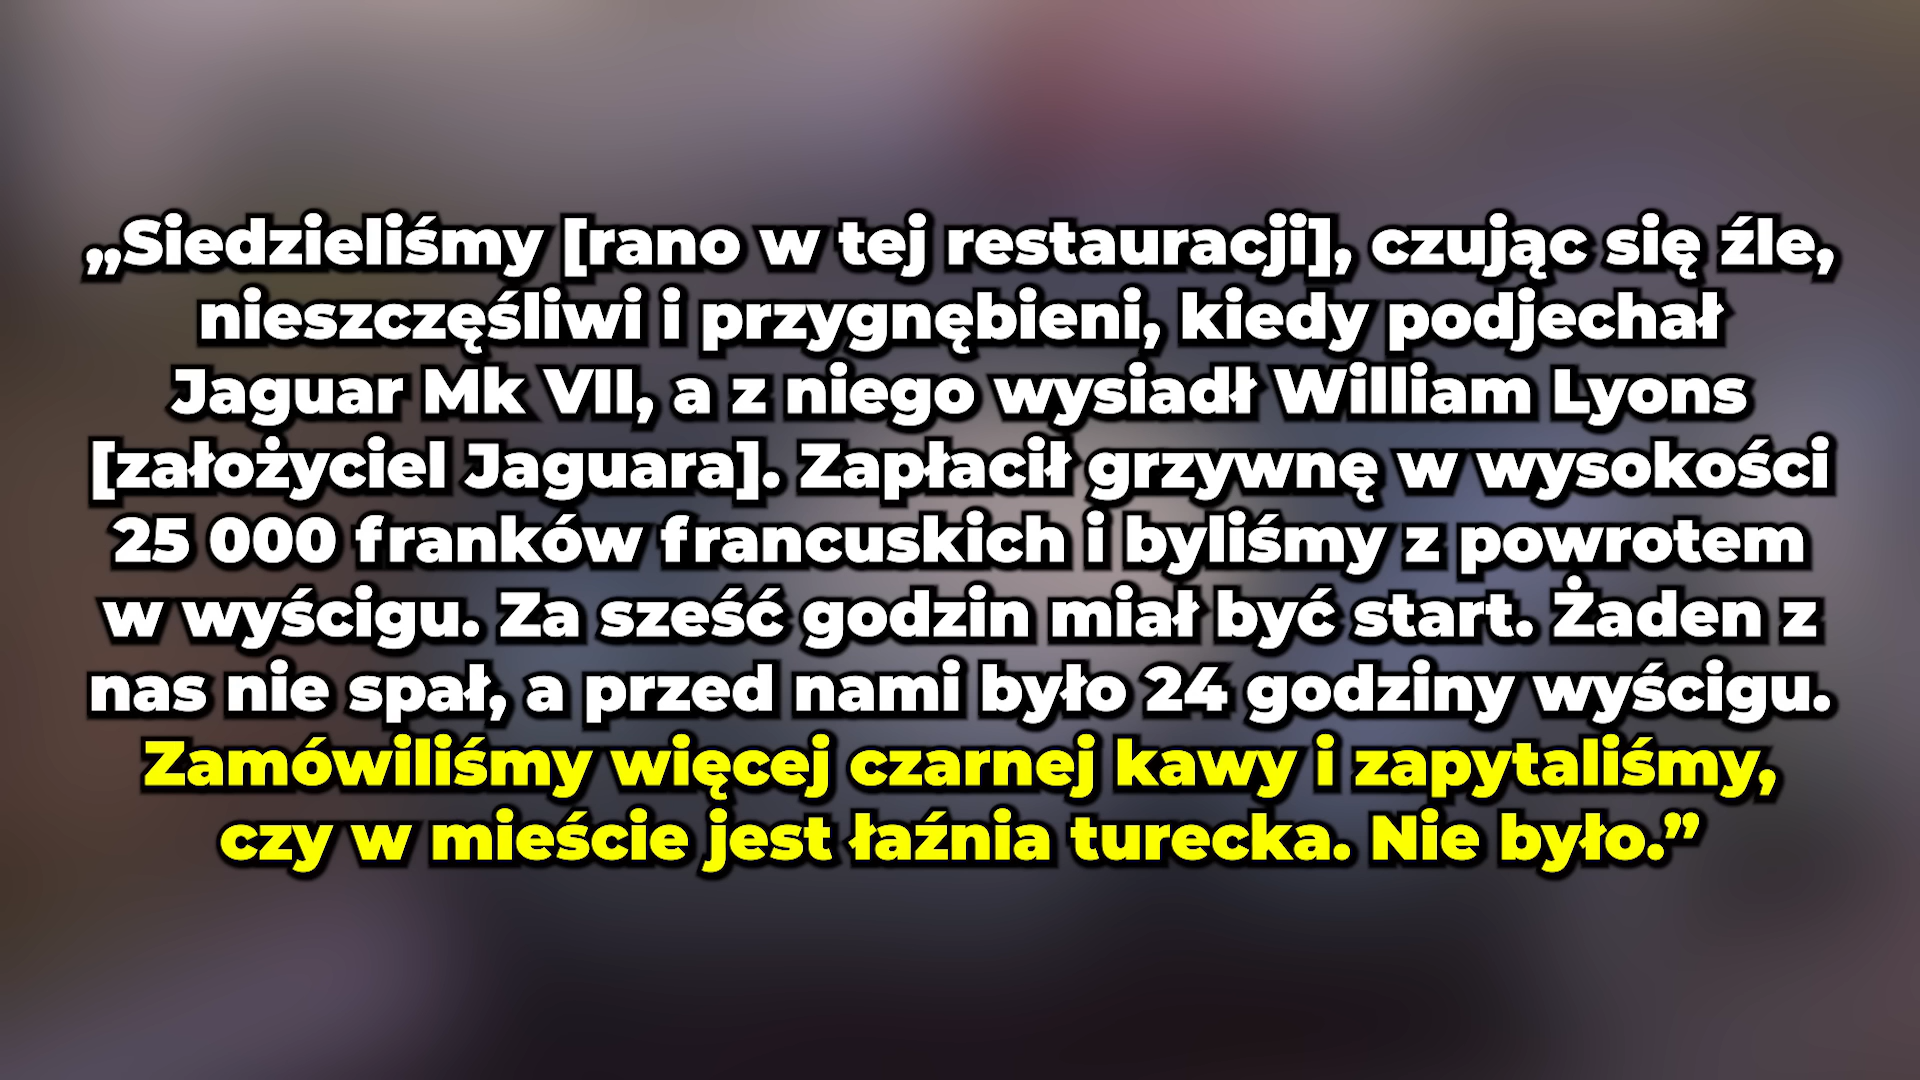 „Siedzieliśmy [rano w tej restauracji], czując się źle,
nieszczęśliwi i przygnębieni, kiedy podjechał
Jaguar Mk VII, a z niego wysiadł William Lyons
[założyciel Jaguara]. Zapłacił grzywnę w wysokości
25 000 franków francuskich i byliśmy z powrotem
w wyścigu. Za sześć godzin miał być start. Żaden z
nas nie spał, a przed nami było 24 godziny wyścigu.
Zamówiliśmy więcej czarnej kawy i zapytaliśmy,
czy w mieście jest łaźnia turecka. Nie było.”